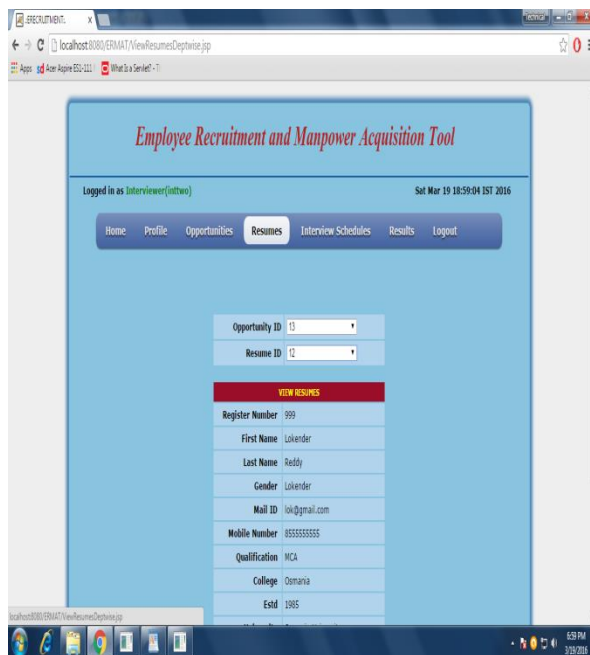 :ERECRUITMENT:
Technical
localhost:8080/ERMAT/ViewResumesDeptwise.jsp
Apps Acer Aspire ES1-111 What Is a Servlet? - Ti
Employee Recruitment and Manpower Acquisition Tool
Logged in as Interviewer(inttwo) Sat Mar 19 18:59:04 IST 2016
Home Profile Opportunities Resumes Interview Schedules Results Logout
Opportunity ID 13
Resume ID 12
VIEW RESUMES
Register Number 999
First Name Lokender
Last Name Reddy
Gender Lokender
Mail ID lok@gmail.com
Mobile Number 8555555555
Qualification MCA
College Osmania
Estd 1985
localhost:8080/ERMAT/ViewResumesDeptwise.jsp
6:59 PM
3/19/2016